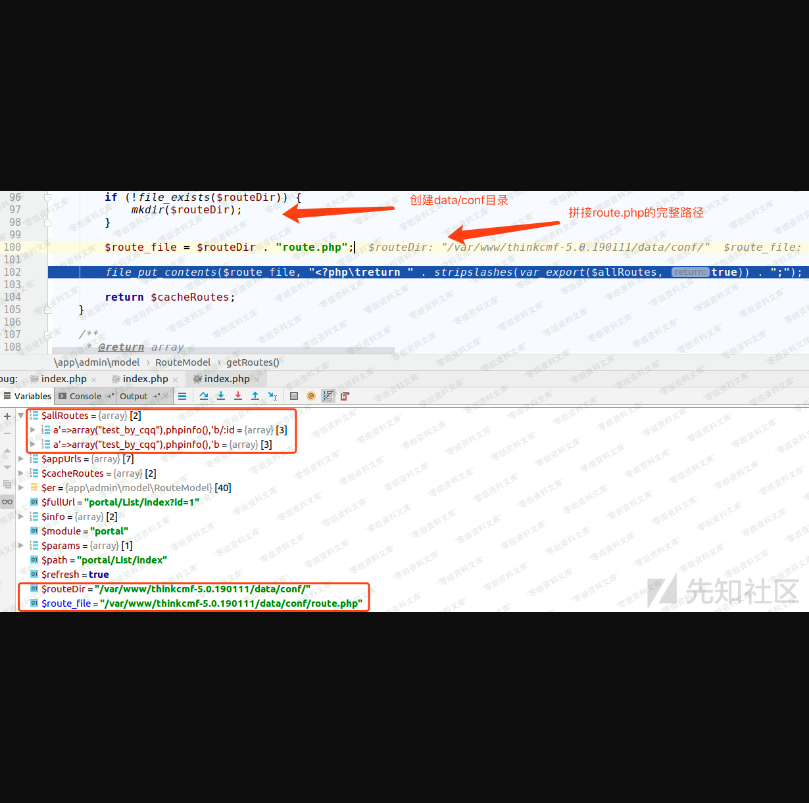 96 if (!file_exists($routeDir)) {
创建data/conf目录
97 mkdir($routeDir);
拼接route.php的完整路径
98 }
99
100 $route_file = $routeDir . "route.php"; $routeDir: "/var/www/thinkcmf-5.0.190111/data/conf/" $route_file:
101
102 file_put_contents($route_file, "<?php\treturn " . stripslashes(var_export($allRoutes, return: true)) . ";");
103
104 return $cacheRoutes;
105 }
106
107 /**
108 * @return array
\app\admin\model › RouteModel › getRoutes()
bug: index.php × index.php × index.php ×
Variables Console Output
$allRoutes = {array} [2]
a'=>array("test_by_cqq"),phpinfo(),'b/:id = {array} [3]
a'=>array("test_by_cqq"),phpinfo(),'b = {array} [3]
$appUrls = {array} [7]
$cacheRoutes = {array} [2]
$er = {app\admin\model\RouteModel} [40]
$fullUrl = "portal/List/index?id=1"
$info = {array} [2]
$module = "portal"
$params = {array} [1]
$path = "portal/List/index"
$refresh = true
$routeDir = "/var/www/thinkcmf-5.0.190111/data/conf/"
$route_file = "/var/www/thinkcmf-5.0.190111/data/conf/route.php"
先知社区
零组资料文库